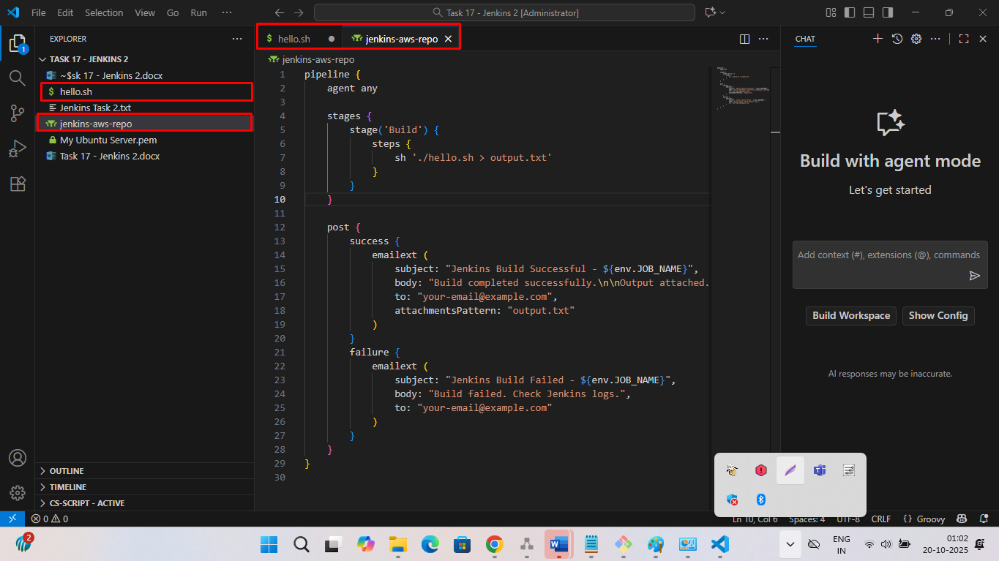 File Edit Selection View Go Run ···
Task 17 - Jenkins 2 [Administrator]
EXPLORER
1
TASK 17 - JENKINS 2
~$sk 17 - Jenkins 2.docx
hello.sh
Jenkins Task 2.txt
jenkins-aws-repo
My Ubuntu Server.pem
Task 17 - Jenkins 2.docx
OUTLINE
TIMELINE
CS-SCRIPT - ACTIVE
$ hello.sh
jenkins-aws-repo
jenkins-aws-repo
1 pipeline {
2 agent any
3
4 stages {
5 stage('Build') {
6 steps {
7 sh './hello.sh > output.txt'
8 }
9 }
10 }
11
12 post {
13 success {
14 emailext (
15 subject: "Jenkins Build Successful - ${env.JOB_NAME}",
16 body: "Build completed successfully.\n\nOutput attached.
17 to: "your-email@example.com",
18 attachmentsPattern: "output.txt"
19 )
20 }
21 failure {
22 emailext (
23 subject: "Jenkins Build Failed - ${env.JOB_NAME}",
24 body: "Build failed. Check Jenkins logs.",
25 to: "your-email@example.com"
26 )
27 }
28 }
29 }
30
CHAT
Build with agent mode
Let's get started
Add context (#), extensions (@), commands
Build Workspace Show Config
AI responses may be inaccurate.
0 0
Ln 10, Col 6 Spaces: 4 UTF-8 CRLF {} Groovy
2
ENG
IN
01:02
20-10-2025